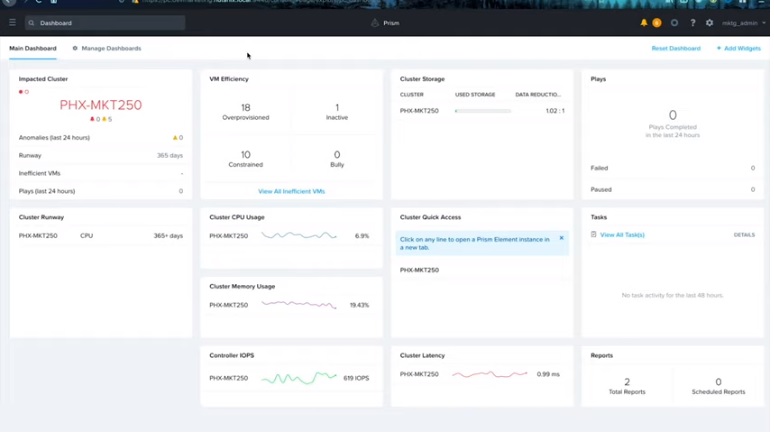 Dashboard
Prism
6
?
mktg_admin
Main Dashboard
Manage Dashboards
Reset Dashboard
+ Add Widgets
Impacted Cluster
0
PHX-MKT250
0 5
Anomalies (last 24 hours) 0
Runway 365 days
Inefficient VMs -
Plays (last 24 hours) 0
VM Efficiency
18 1
Overprovisioned Inactive
10 0
Constrained Bully
View All Inefficient VMs
Cluster Storage
CLUSTER USED STORAGE DATA REDUCTIO...
PHX-MKT250 1.02 : 1
Plays
0
Plays Completed
in the last 24 hours
Failed 0
Paused 0
Cluster Runway
PHX-MKT250 CPU 365+ days
Cluster CPU Usage
PHX-MKT250 6.9%
Cluster Memory Usage
PHX-MKT250 19.43%
Cluster Quick Access
Click on any line to open a Prism Element instance in
a new tab.
PHX-MKT250
Tasks
View All Task(s) DETAILS
No task activity for the last 48 hours.
Controller IOPS
PHX-MKT250 619 IOPS
Cluster Latency
PHX-MKT250 0.99 ms
Reports
2 0
Total Reports Scheduled Reports